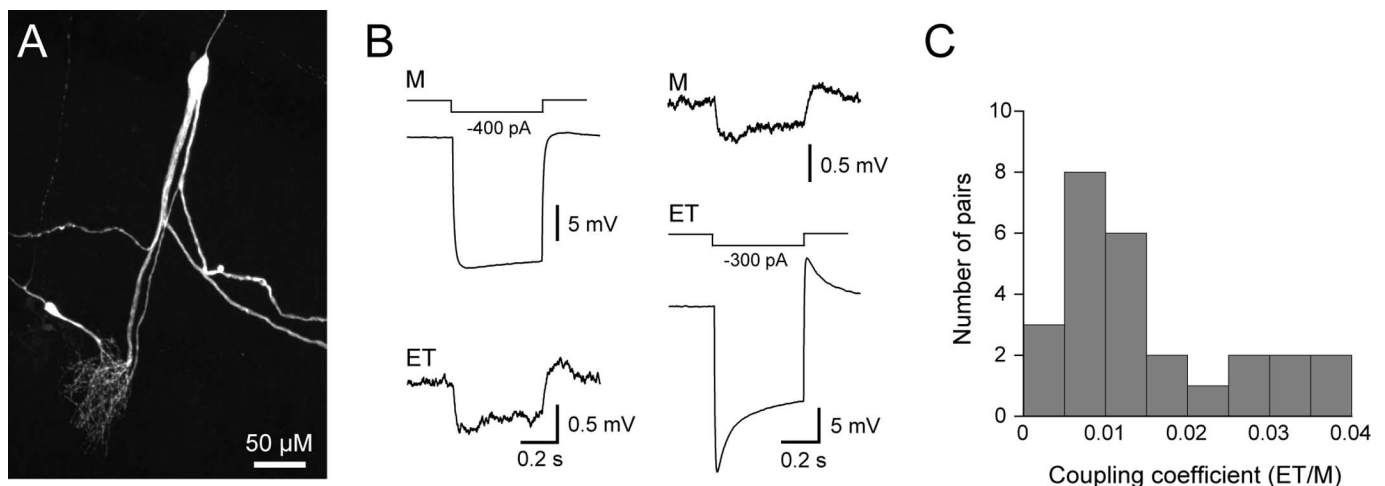 A
50 µM
B
M
-400 pA
5 mV
ET
0.5 mV
0.2 s
M
0.5 mV
ET
-300 pA
5 mV
0.2 s
C
Number of pairs
10
8
6
4
2
0
0 0.01 0.02 0.03 0.04
Coupling coefficient (ET/M)